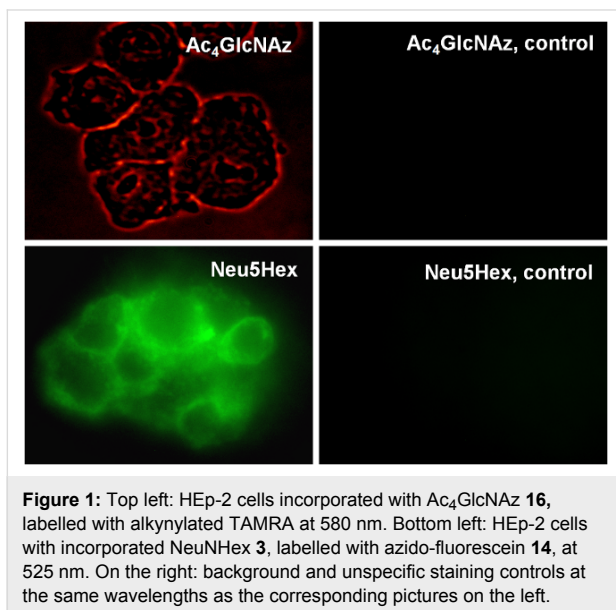 Ac₄GlcNAz
Ac₄GlcNAz, control
Neu5Hex
Neu5Hex, control
Figure 1: Top left: HEp-2 cells incorporated with Ac₄GlcNAz 16,
labelled with alkynylated TAMRA at 580 nm. Bottom left: HEp-2 cells
with incorporated NeuNHex 3, labelled with azido-fluorescein 14, at
525 nm. On the right: background and unspecific staining controls at
the same wavelengths as the corresponding pictures on the left.